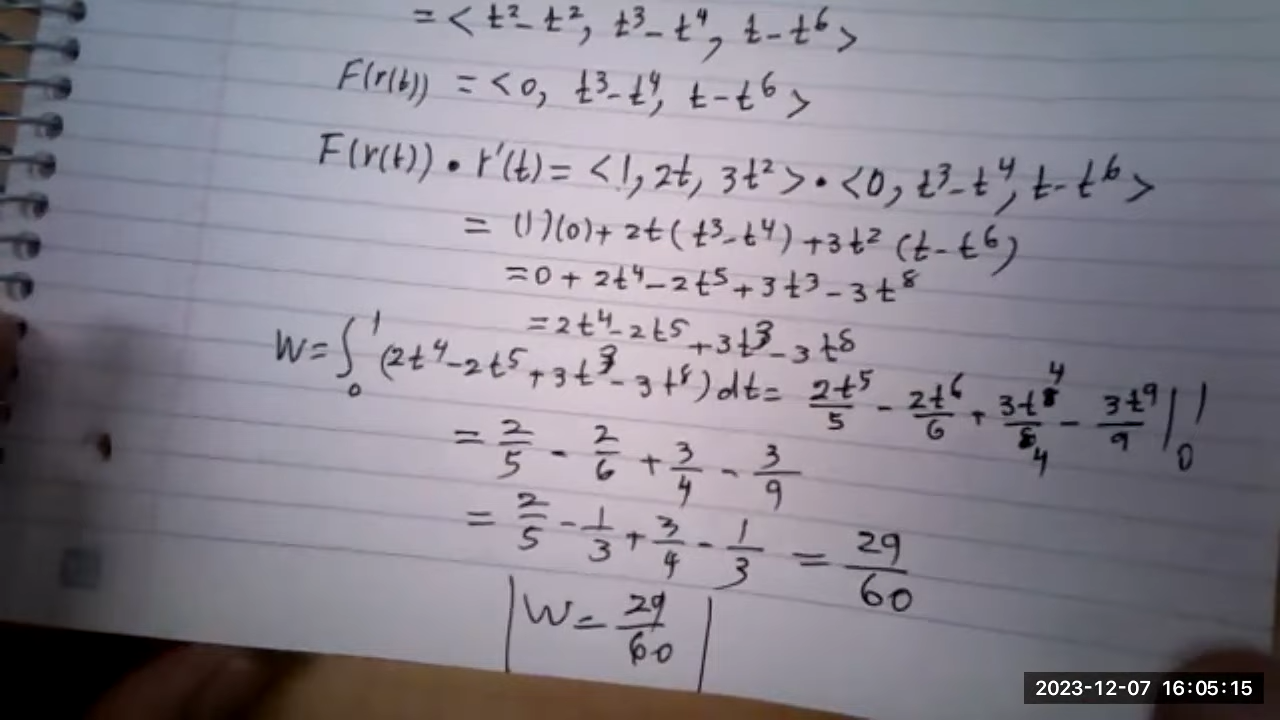 = < t² - t², t³ - t⁴, t - t⁶ >
F(r(t)) = < 0, t³ - t⁴, t - t⁶ >
F(r(t)) • r'(t) = < 1, 2t, 3t² > • < 0, t³ - t⁴, t - t⁶ >
= (1)(0) + 2t (t³ - t⁴) + 3t² (t - t⁶)
= 0 + 2t⁴ - 2t⁵ + 3t³ - 3t⁸
= 2t⁴ - 2t⁵ + 3t³ - 3t⁸
W = ∫₀¹ (2t⁴ - 2t⁵ + 3t³ - 3t⁸) dt = 2t⁵/5 - 2t⁶/6 + 3t⁴/4 - 3t⁹/9 |₀¹
= 2/5 - 2/6 + 3/4 - 3/9
= 2/5 - 1/3 + 3/4 - 1/3 = 29/60
| W = 29/60 |
2023-12-07 16:05:15